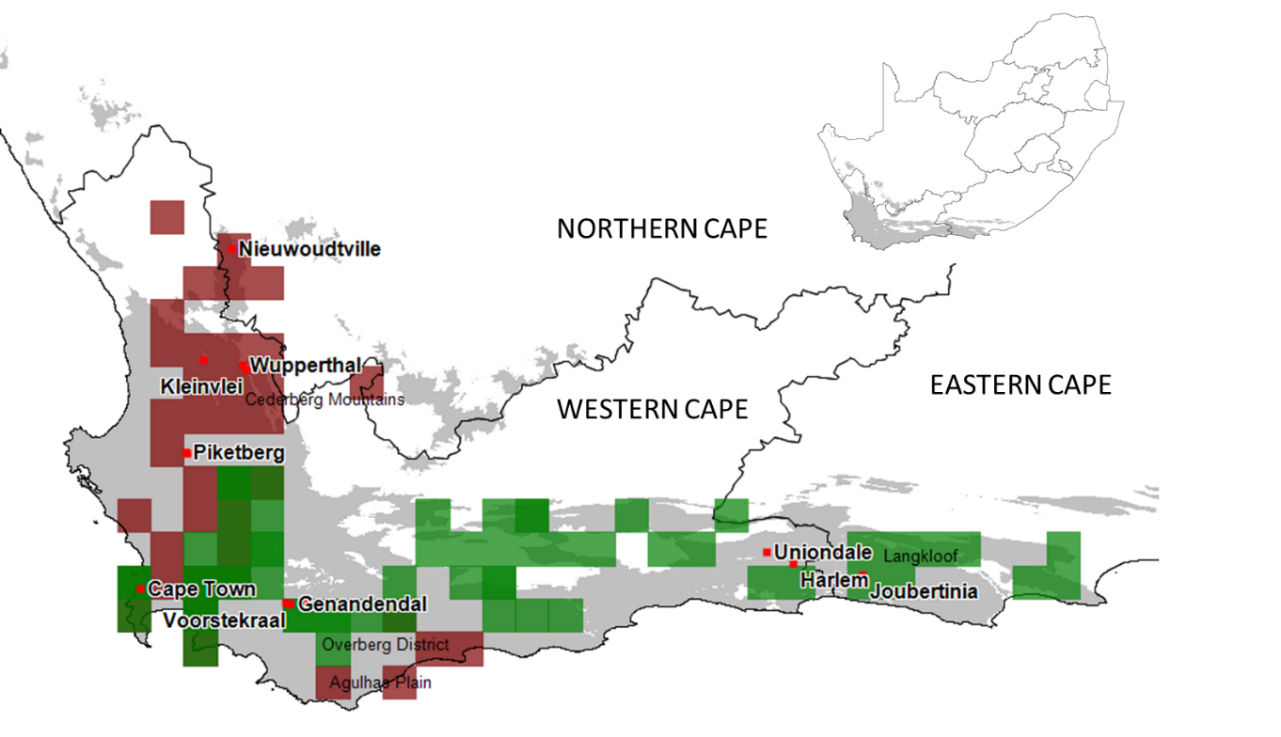 NORTHERN CAPE
Nieuwoudtville
Wupperthal
Kleinvlei
Cederberg Mountains
WESTERN CAPE
EASTERN CAPE
Piketberg
Uniondale
Langkloof
Harlem
Joubertinia
Cape Town
Genandendal
Voorstekraal
Overberg District
Agulhas Plain